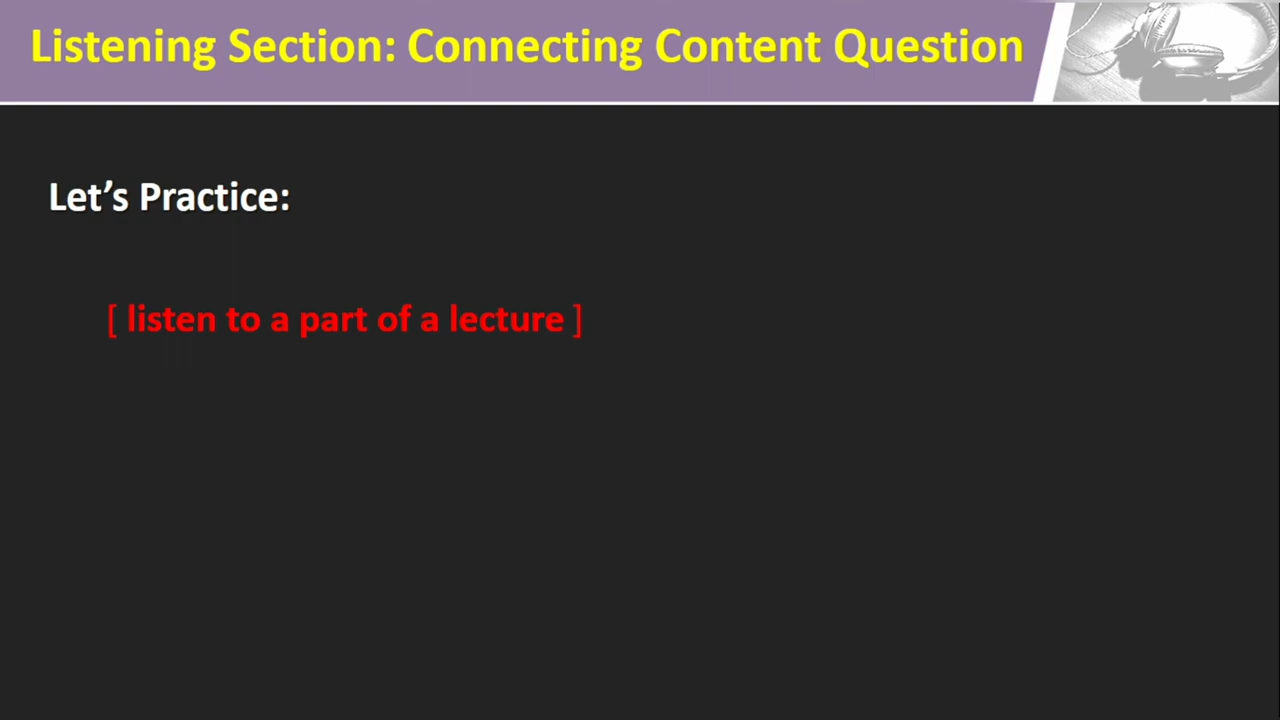 Listening Section: Connecting Content Question
Let’s Practice:
[ listen to a part of a lecture ]